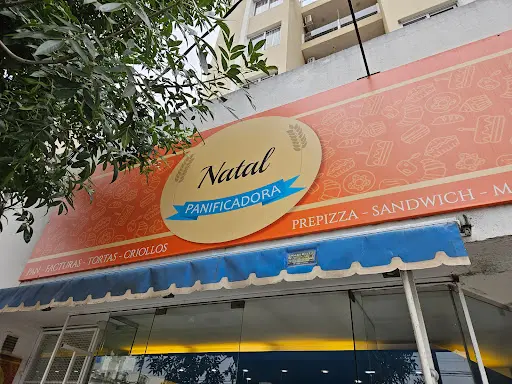 Natal
PANIFICADORA
PAN - FACTURAS - TORTAS - CRIOLLOS
PREPIZZA - SANDWICH - M